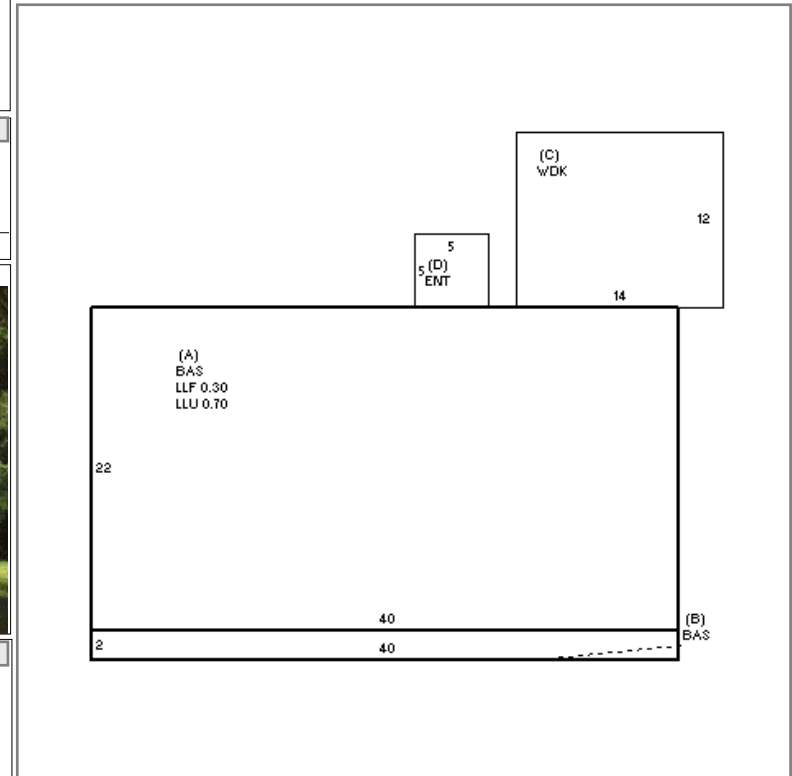 (C)
WDK
12
5
5 (D)
ENT
14
(A)
BAS
LLF 0.30
LLU 0.70
22
40
(B)
BAS
2
40